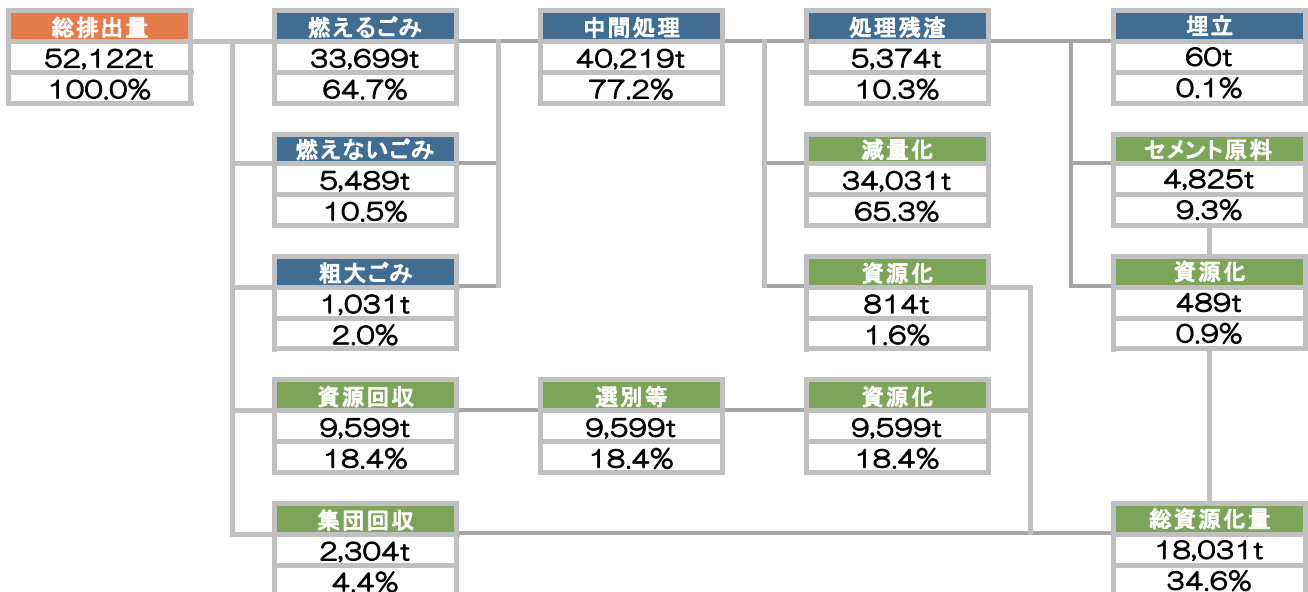 総排出量
52,122t
100.0%
燃えるごみ
33,699t
64.7%
中間処理
40,219t
77.2%
処理残渣
5,374t
10.3%
埋立
60t
0.1%
燃えないごみ
5,489t
10.5%
減量化
34,031t
65.3%
セメント原料
4,825t
9.3%
粗大ごみ
1,031t
2.0%
資源化
814t
1.6%
資源化
489t
0.9%
資源回収
9,599t
18.4%
選別等
9,599t
18.4%
資源化
9,599t
18.4%
集団回収
2,304t
4.4%
総資源化量
18,031t
34.6%